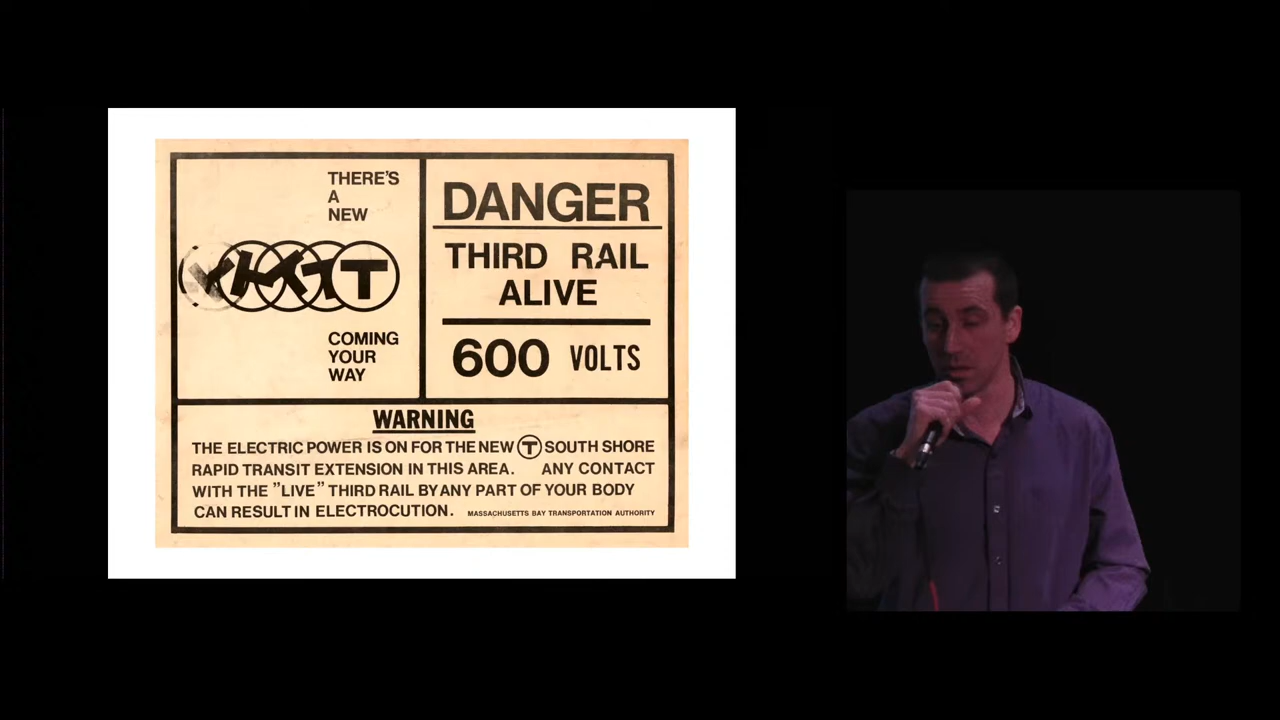 THERE'S
A
NEW
T
COMING
YOUR
WAY
DANGER
THIRD RAIL
ALIVE
600 VOLTS
WARNING
THE ELECTRIC POWER IS ON FOR THE NEW T SOUTH SHORE
RAPID TRANSIT EXTENSION IN THIS AREA. ANY CONTACT
WITH THE "LIVE" THIRD RAIL BY ANY PART OF YOUR BODY
CAN RESULT IN ELECTROCUTION. MASSACHUSETTS BAY TRANSPORTATION AUTHORITY